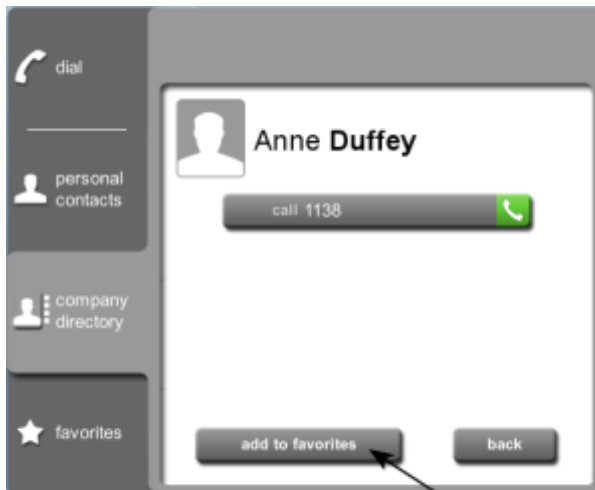 dial
personal
contacts
company
directory
favorites
Anne Duffey
call 1138
add to favorites
back